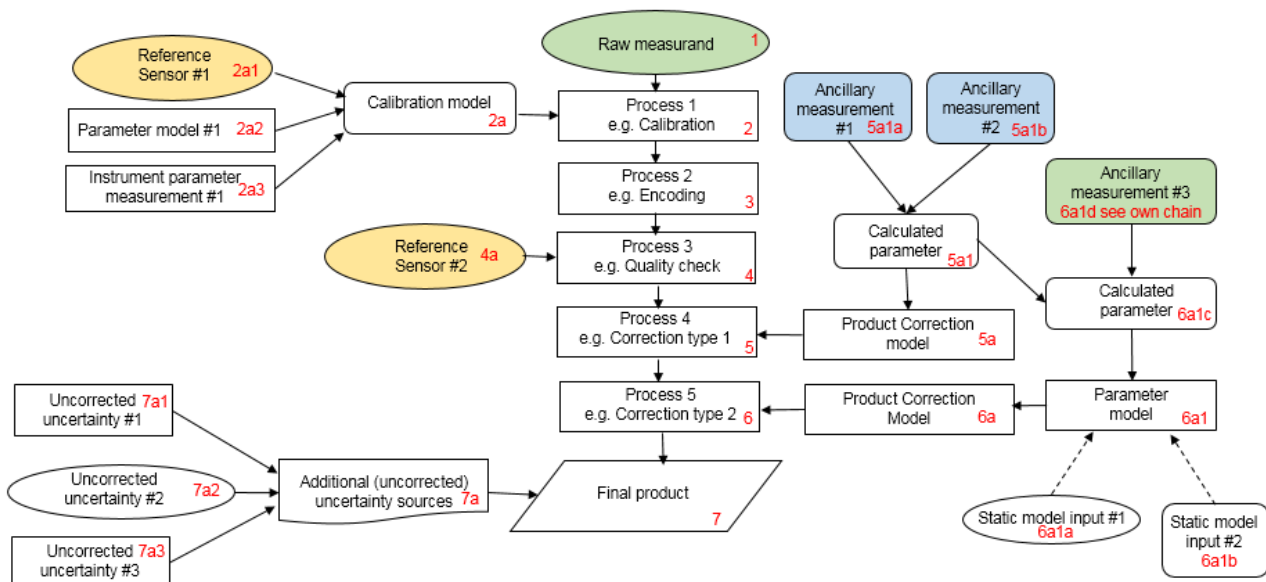 Raw measurand 1
Reference
Sensor #1 2a1
Parameter model #1 2a2
Instrument parameter
measurement #1 2a3
Calibration model
2a
Process 1
e.g. Calibration
2
Process 2
e.g. Encoding
3
Reference
Sensor #2 4a
Process 3
e.g. Quality check
4
Process 4
e.g. Correction type 1
5
Process 5
e.g. Correction type 2
6
Ancillary
measurement
#1 5a1a
Ancillary
measurement
#2 5a1b
Ancillary
measurement #3
6a1d see own chain
Calculated
parameter
5a1
Calculated
parameter 6a1c
Product Correction
model 5a
Product Correction
Model 6a
Parameter
model 6a1
Static model input #1
6a1a
Static model
input #2
6a1b
Uncorrected 7a1
uncertainty #1
Uncorrected
uncertainty #2 7a2
Uncorrected 7a3
uncertainty #3
Additional (uncorrected)
uncertainty sources 7a
Final product
7